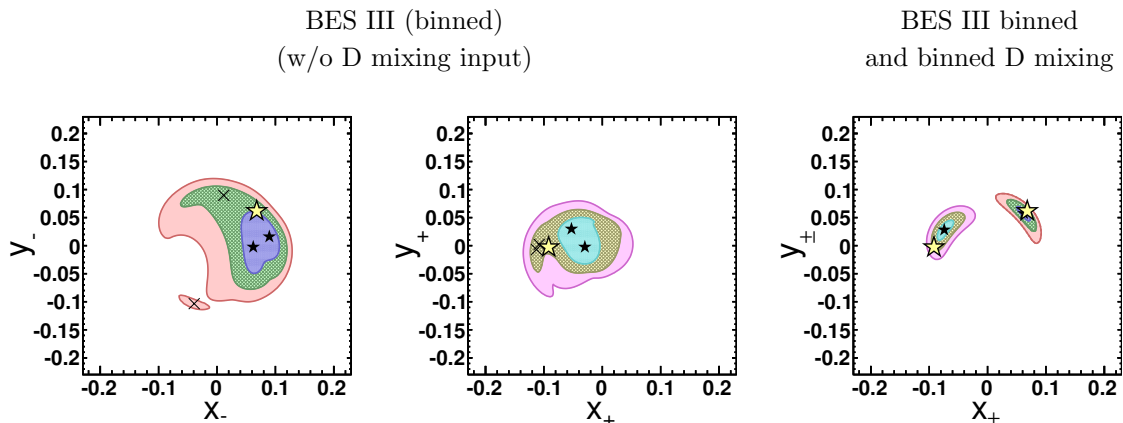 BES III (binned)
(w/o D mixing input)
BES III binned
and binned D mixing
y-
0.2
0.15
0.1
0.05
0
-0.05
-0.1
-0.15
-0.2
-0.2 -0.1 0 0.1 0.2
x-
y+
0.2
0.15
0.1
0.05
0
-0.05
-0.1
-0.15
-0.2
-0.2 -0.1 0 0.1 0.2
x+
y±
0.2
0.15
0.1
0.05
0
-0.05
-0.1
-0.15
-0.2
-0.2 -0.1 0 0.1 0.2
x±